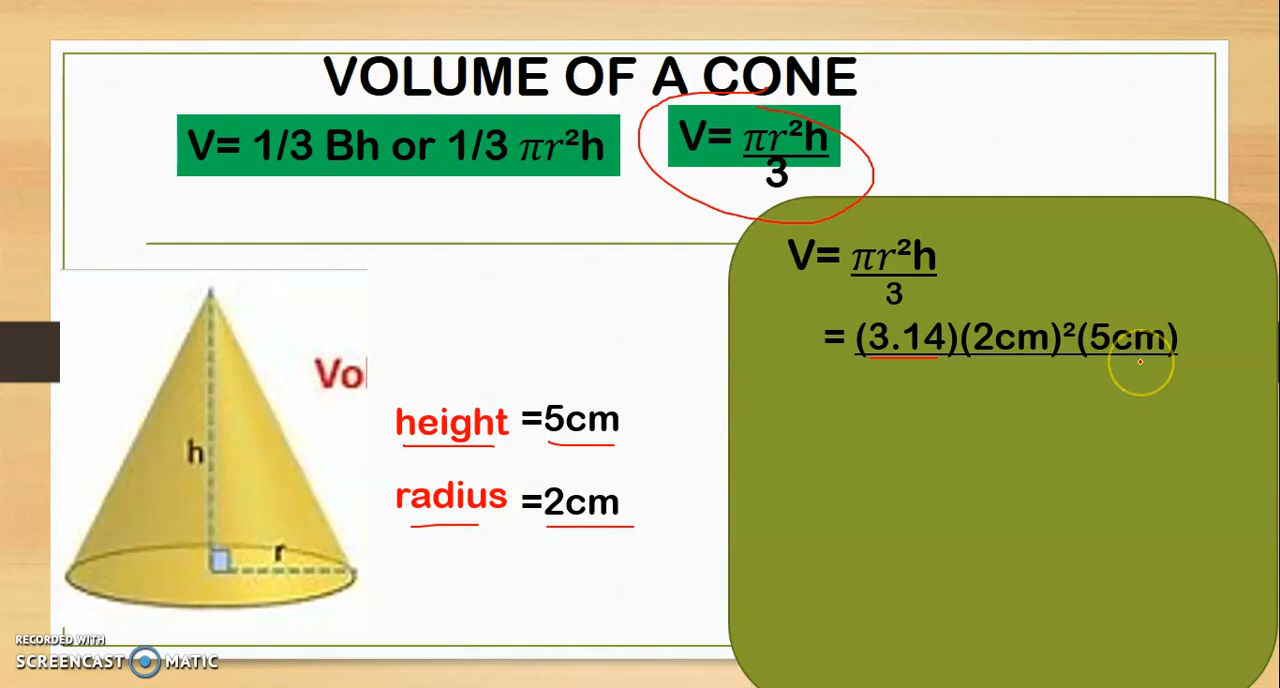 VOLUME OF A CONE
V= 1/3 Bh or 1/3 πr²h
V= πr²h
3
V= πr²h
3
= (3.14)(2cm)²(5cm)
Vo
h
height =5cm
radius =2cm
r
RECORDED WITH
SCREENCAST MATIC